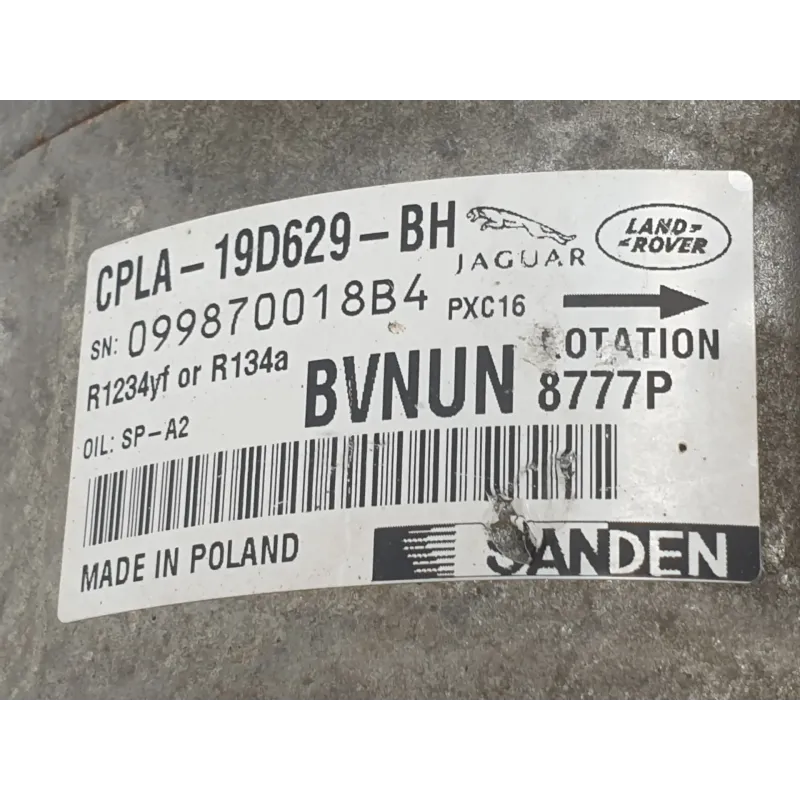 CPLA-19D629-BH JAGUAR LAND-ROVER
SN: 099870018B4 PXC16
R1234yf or R134a BVNUN ROTATION
OIL: SP-A2 8777P
MADE IN POLAND SANDEN